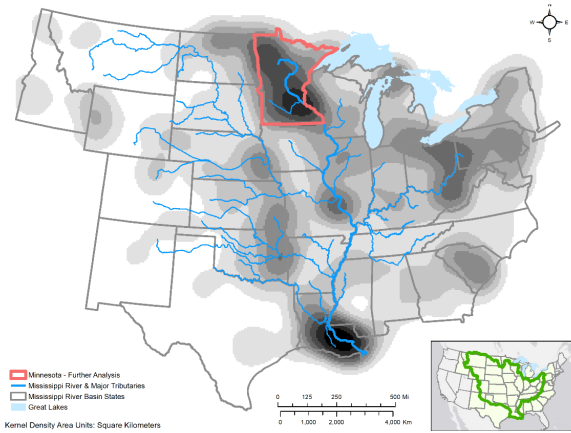 N
W E
S
Minnesota - Further Analysis
Mississippi River & Major Tributaries
Mississippi River Basin States
Great Lakes
Kernel Density Area Units: Square Kilometers
0 125 250 500 Mi
0 1,000 2,000 4,000 Km